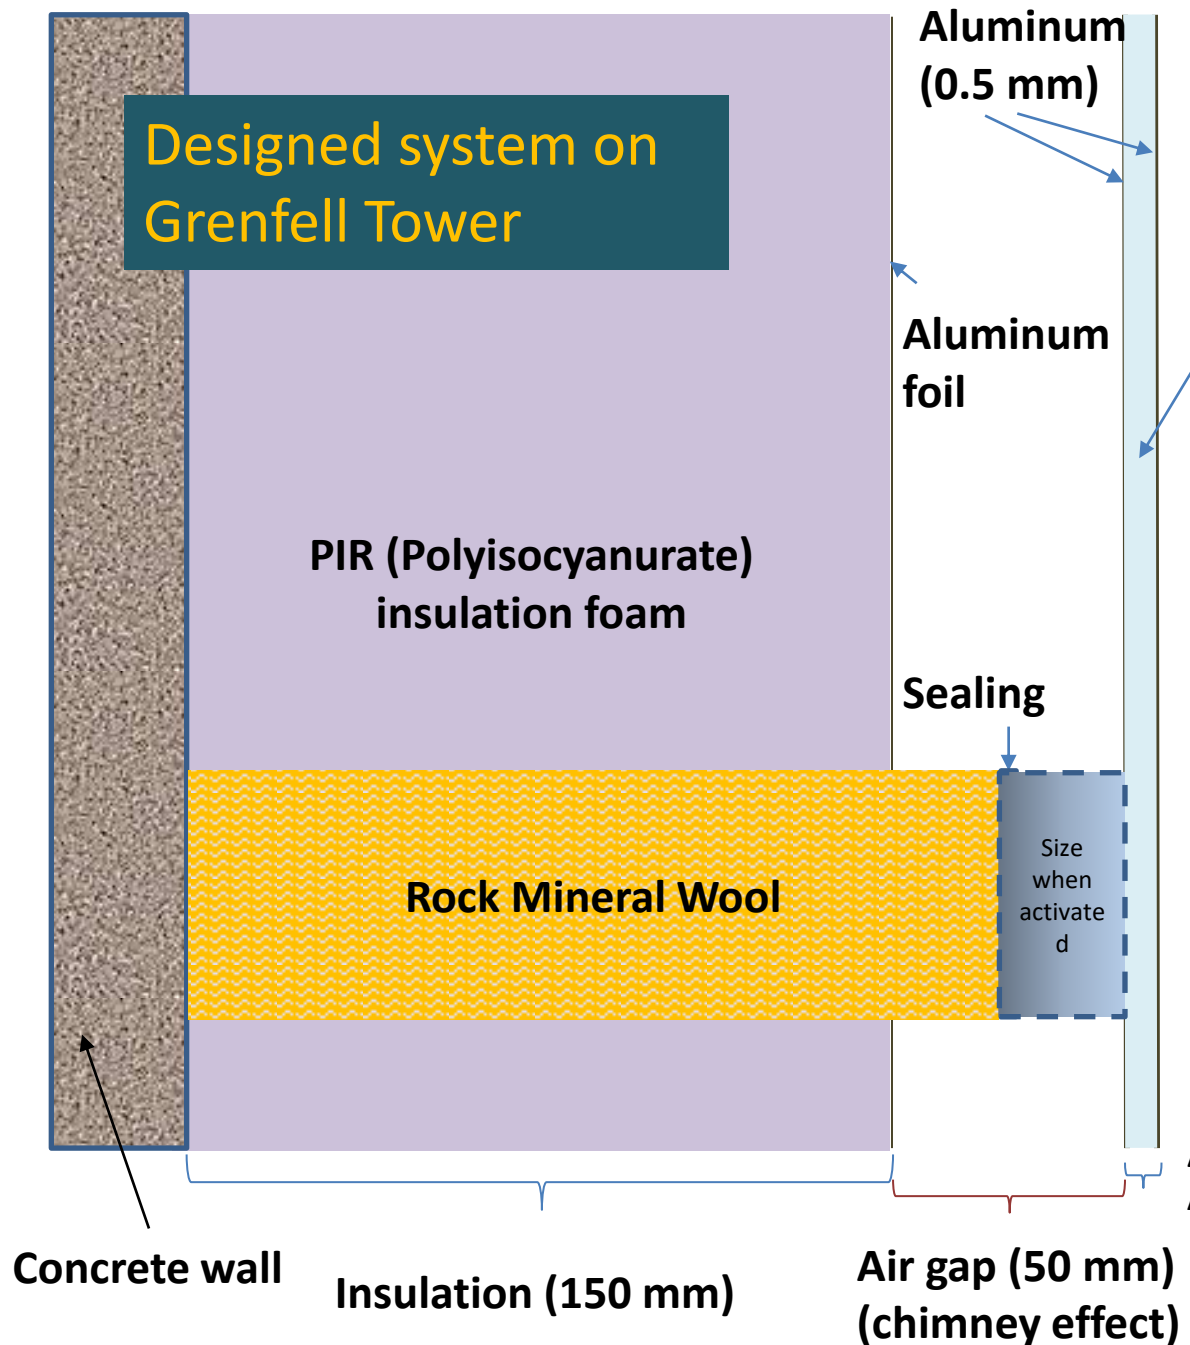 Aluminum
(0.5 mm)
Designed system on
Grenfell Tower
Aluminum
foil
PIR (Polyisocyanurate)
insulation foam
Sealing
Size
when
activate
d
Rock Mineral Wool
Concrete wall
Insulation (150 mm)
Air gap (50 mm)
(chimney effect)